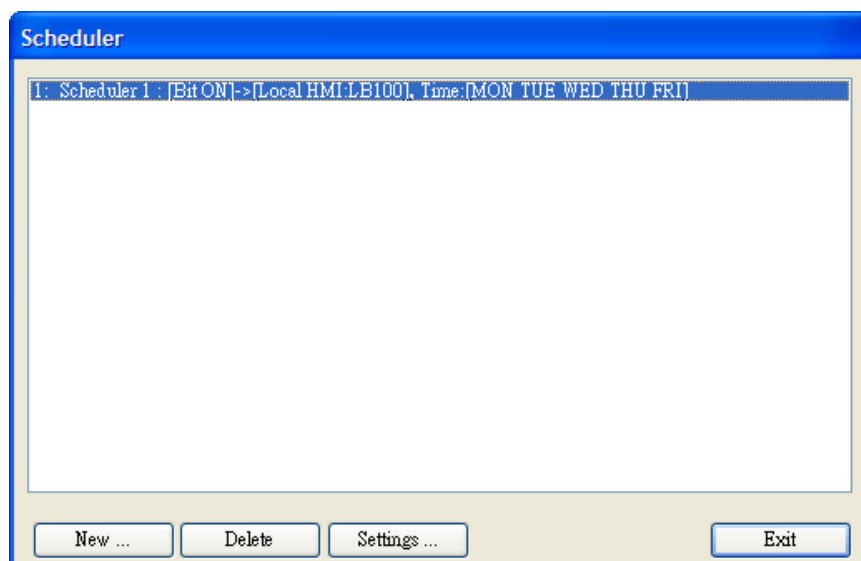 Scheduler
1: Scheduler 1 : [Bit ON]->[Local HMI:LB100], Time:[MON TUE WED THU FRI]
New ... Delete Settings ... Exit